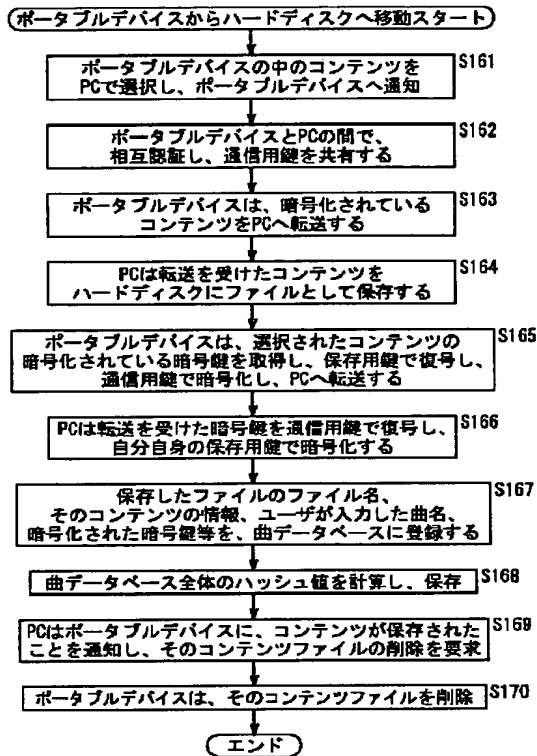 ポータブルデバイスからハードディスクへ移動スタート
ポータブルデバイスの中のコンテンツを
PCで選択し、ポータブルデバイスへ通知
S161
ポータブルデバイスとPCの間で、
相互認証し、通信用鍵を共有する
S162
ポータブルデバイスは、暗号化されている
コンテンツをPCへ転送する
S163
PCは転送を受けたコンテンツを
ハードディスクにファイルとして保存する
S164
ポータブルデバイスは、選択されたコンテンツの
暗号化されている暗号鍵を取得し、保存用鍵で復号し、
通信用鍵で暗号化し、PCへ転送する
S165
PCは転送を受けた暗号鍵を通信用鍵で復号し、
自分自身の保存用鍵で暗号化する
S166
保存したファイルのファイル名、
そのコンテンツの情報、ユーザが入力した曲名、
暗号化された暗号鍵等を、曲データベースに登録する
S167
曲データベース全体のハッシュ値を計算し、保存
S168
PCはポータブルデバイスに、コンテンツが保存された
ことを通知し、そのコンテンツファイルの削除を要求
S169
ポータブルデバイスは、そのコンテンツファイルを削除
S170
エンド